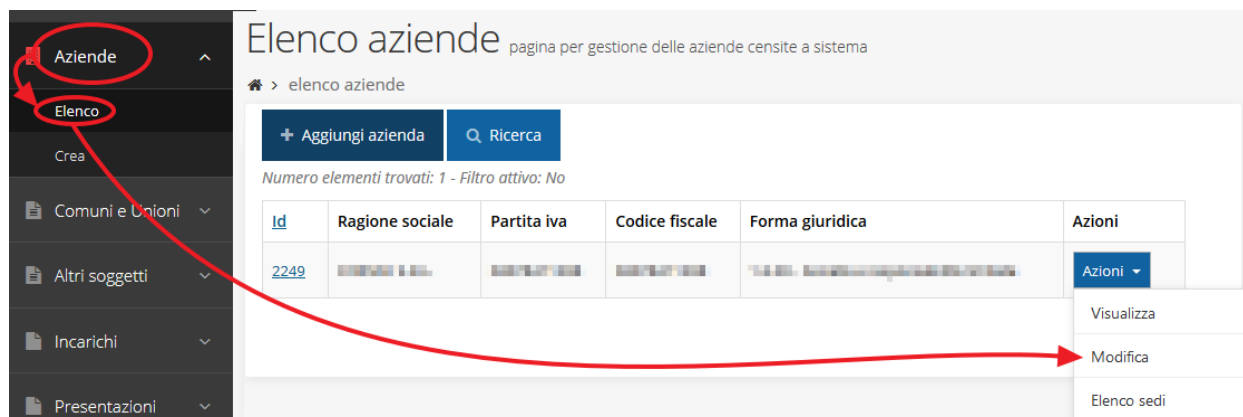 Aziende
Elenco
Crea
Comuni e Unioni
Altri soggetti
Incarichi
Presentazioni
Elenco aziende pagina per gestione delle aziende censite a sistema
> elenco aziende
+ Aggiungi azienda Ricerca
Numero elementi trovati: 1 - Filtro attivo: No
Id Ragione sociale Partita iva Codice fiscale Forma giuridica Azioni
2249 Azioni
Visualizza
Modifica
Elenco sedi